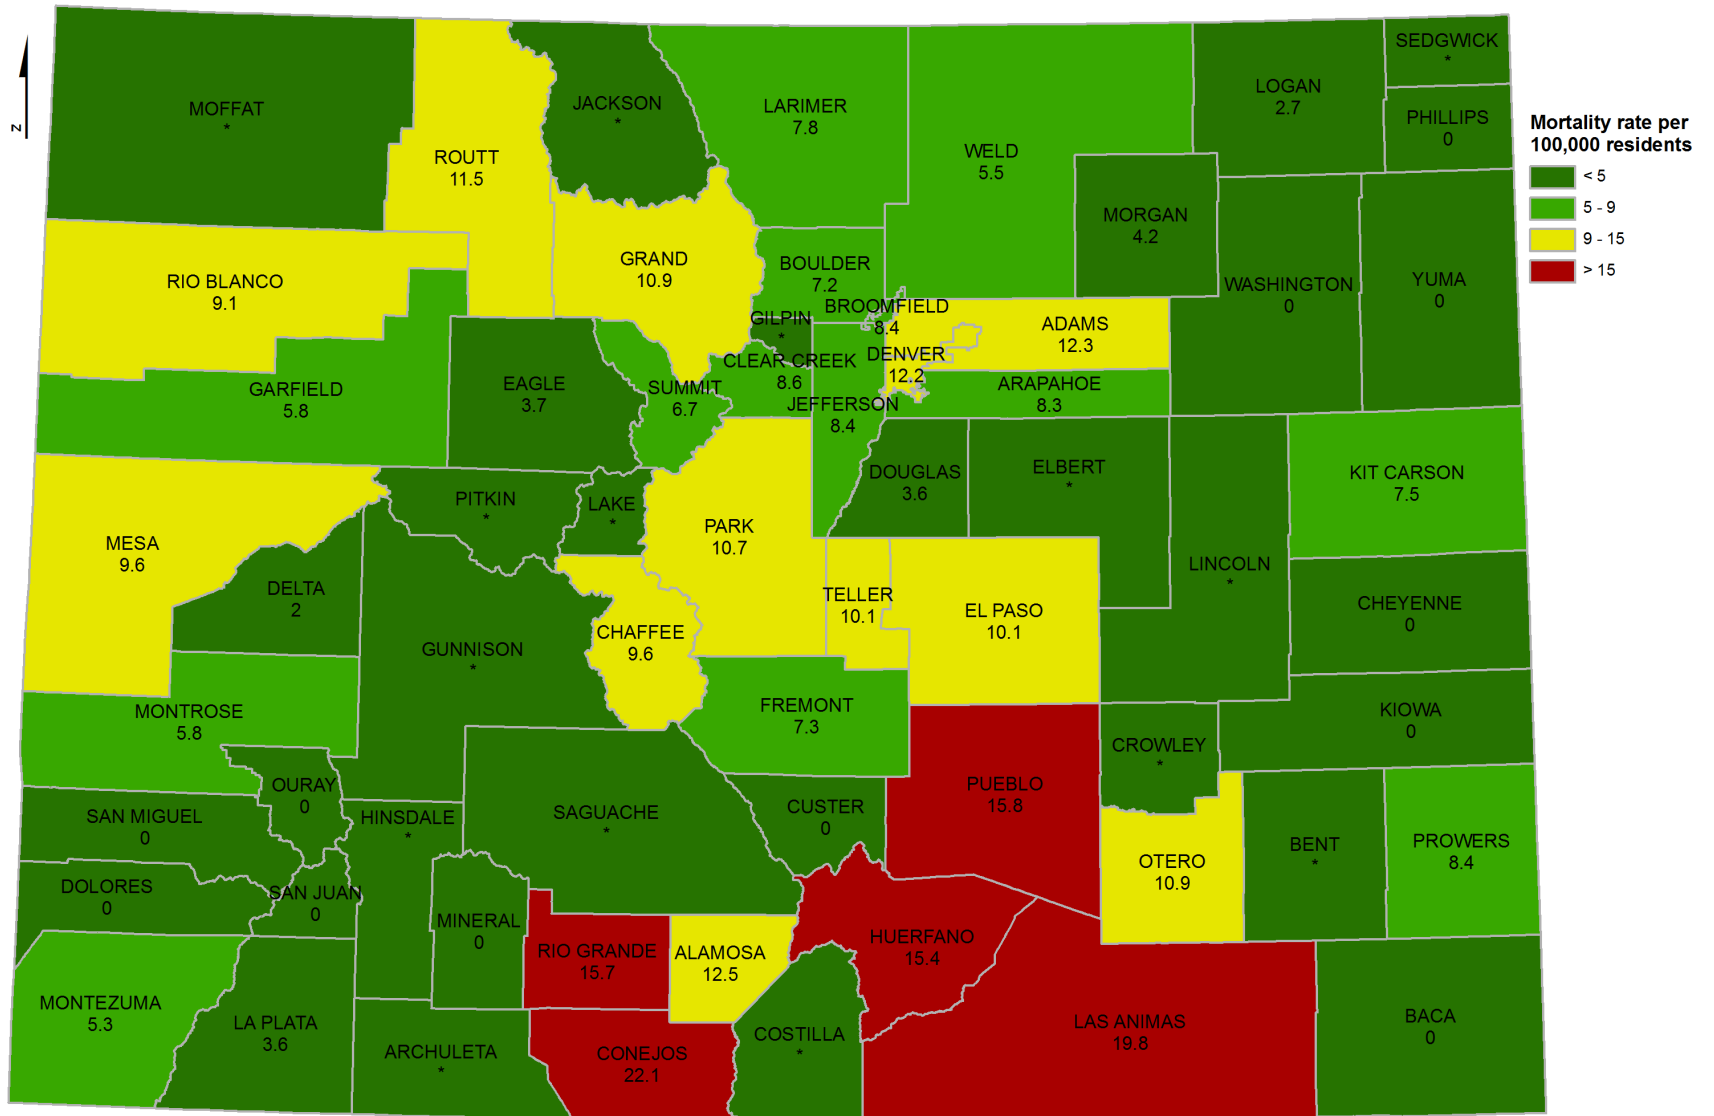 MOFFAT
*
ROUTT
11.5
JACKSON
*
LARIMER
7.8
WELD
5.5
LOGAN
2.7
SEDGWICK
*
PHILLIPS
0
MORGAN
4.2
WASHINGTON
0
YUMA
0
RIO BLANCO
9.1
GRAND
10.9
BOULDER
7.2
BROOMFIELD
8.4
GILPIN
*
ADAMS
12.3
CLEAR CREEK
8.6
DENVER
12.2
GARFIELD
5.8
EAGLE
3.7
SUMMIT
6.7
JEFFERSON
8.4
ARAPAHOE
8.3
MESA
9.6
PITKIN
*
LAKE
*
PARK
10.7
DOUGLAS
3.6
ELBERT
*
KIT CARSON
7.5
DELTA
2
LINCOLN
*
GUNNISON
*
CHAFFEE
9.6
TELLER
10.1
EL PASO
10.1
CHEYENNE
0
MONTROSE
5.8
FREMONT
7.3
KIOWA
0
CROWLEY
*
OURAY
0
PUEBLO
15.8
SAN MIGUEL
0
HINSDALE
*
SAGUACHE
*
CUSTER
0
OTERO
10.9
BENT
*
PROWERS
8.4
DOLORES
0
SAN JUAN
0
MINERAL
0
RIO GRANDE
15.7
ALAMOSA
12.5
HUERFANO
15.4
MONTEZUMA
5.3
LA PLATA
3.6
ARCHULETA
*
CONEJOS
22.1
COSTILLA
*
LAS ANIMAS
19.8
BACA
0
Z
Mortality rate per
100,000 residents
< 5
5 - 9
9 - 15
> 15